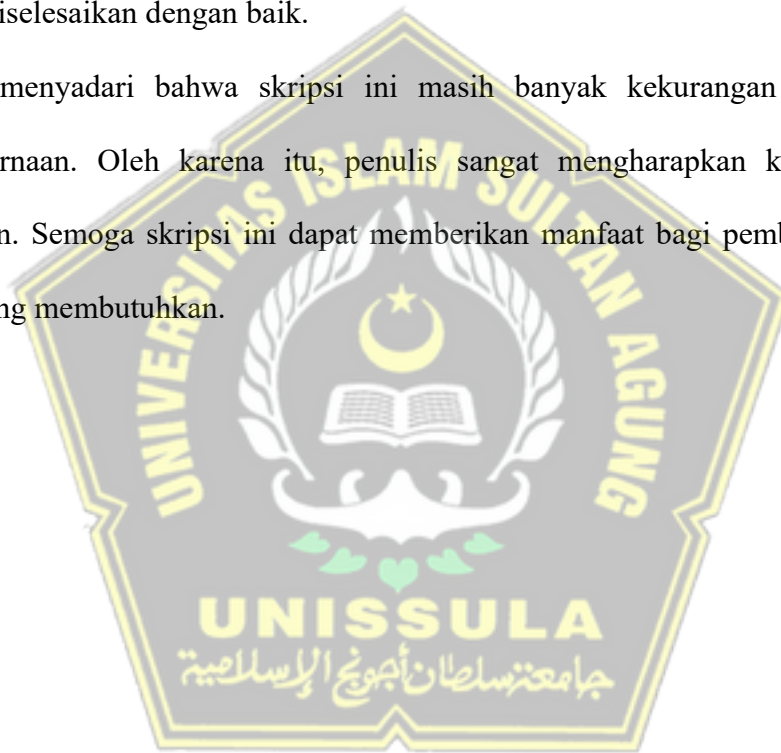 iselesaikan dengan baik.
menyadari bahwa skripsi ini masih banyak kekurangan
rnaan. Oleh karena itu, penulis sangat mengharapkan k
n. Semoga skripsi ini dapat memberikan manfaat bagi pemb
ng membutuhkan.
UNIVERSITAS ISLAM SULTAN AGUNG
UNISSULA
جامعة سلطان أجونج الإسلامية